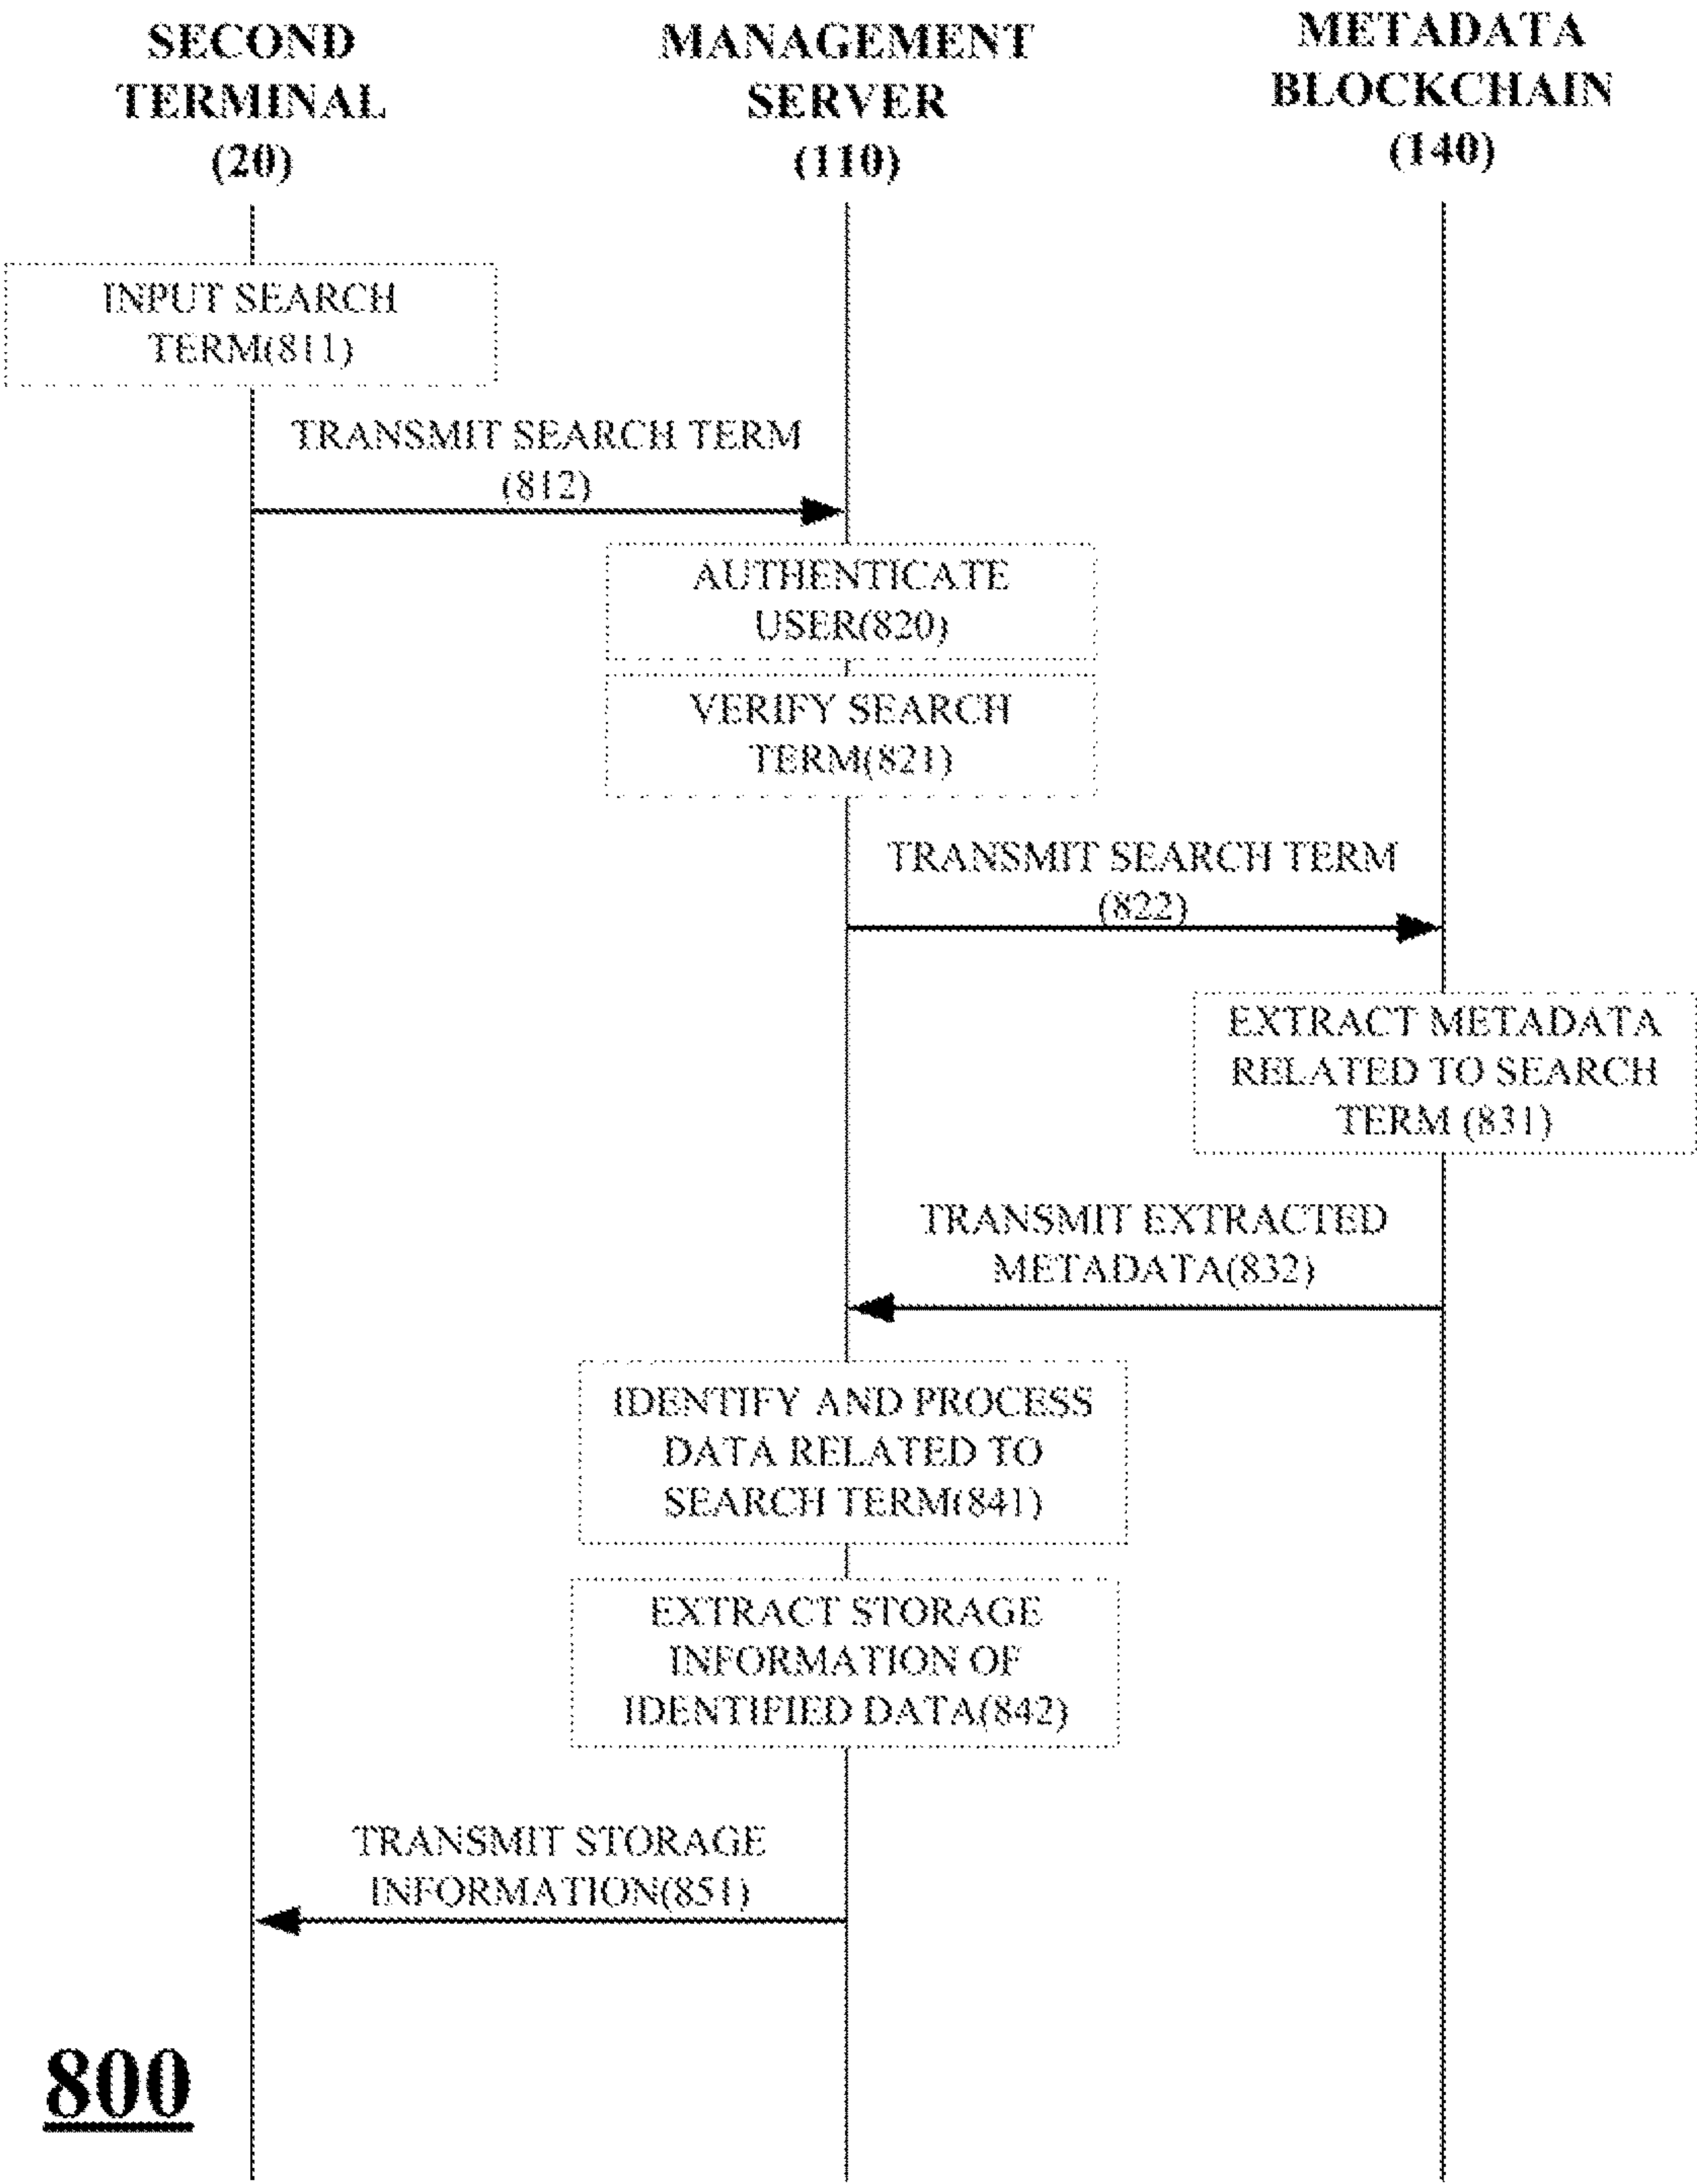 SECOND
TERMINAL
(20)
MANAGEMENT
SERVER
(110)
METADATA
BLOCKCHAIN
(140)
INPUT SEARCH
TERM(811)
TRANSMIT SEARCH TERM
(812)
AUTHENTICATE
USER(820)
VERIFY SEARCH
TERM(821)
TRANSMIT SEARCH TERM
(822)
EXTRACT METADATA
RELATED TO SEARCH
TERM (831)
TRANSMIT EXTRACTED
METADATA(832)
IDENTIFY AND PROCESS
DATA RELATED TO
SEARCH TERM(841)
EXTRACT STORAGE
INFORMATION OF
IDENTIFIED DATA(842)
TRANSMIT STORAGE
INFORMATION(851)
800